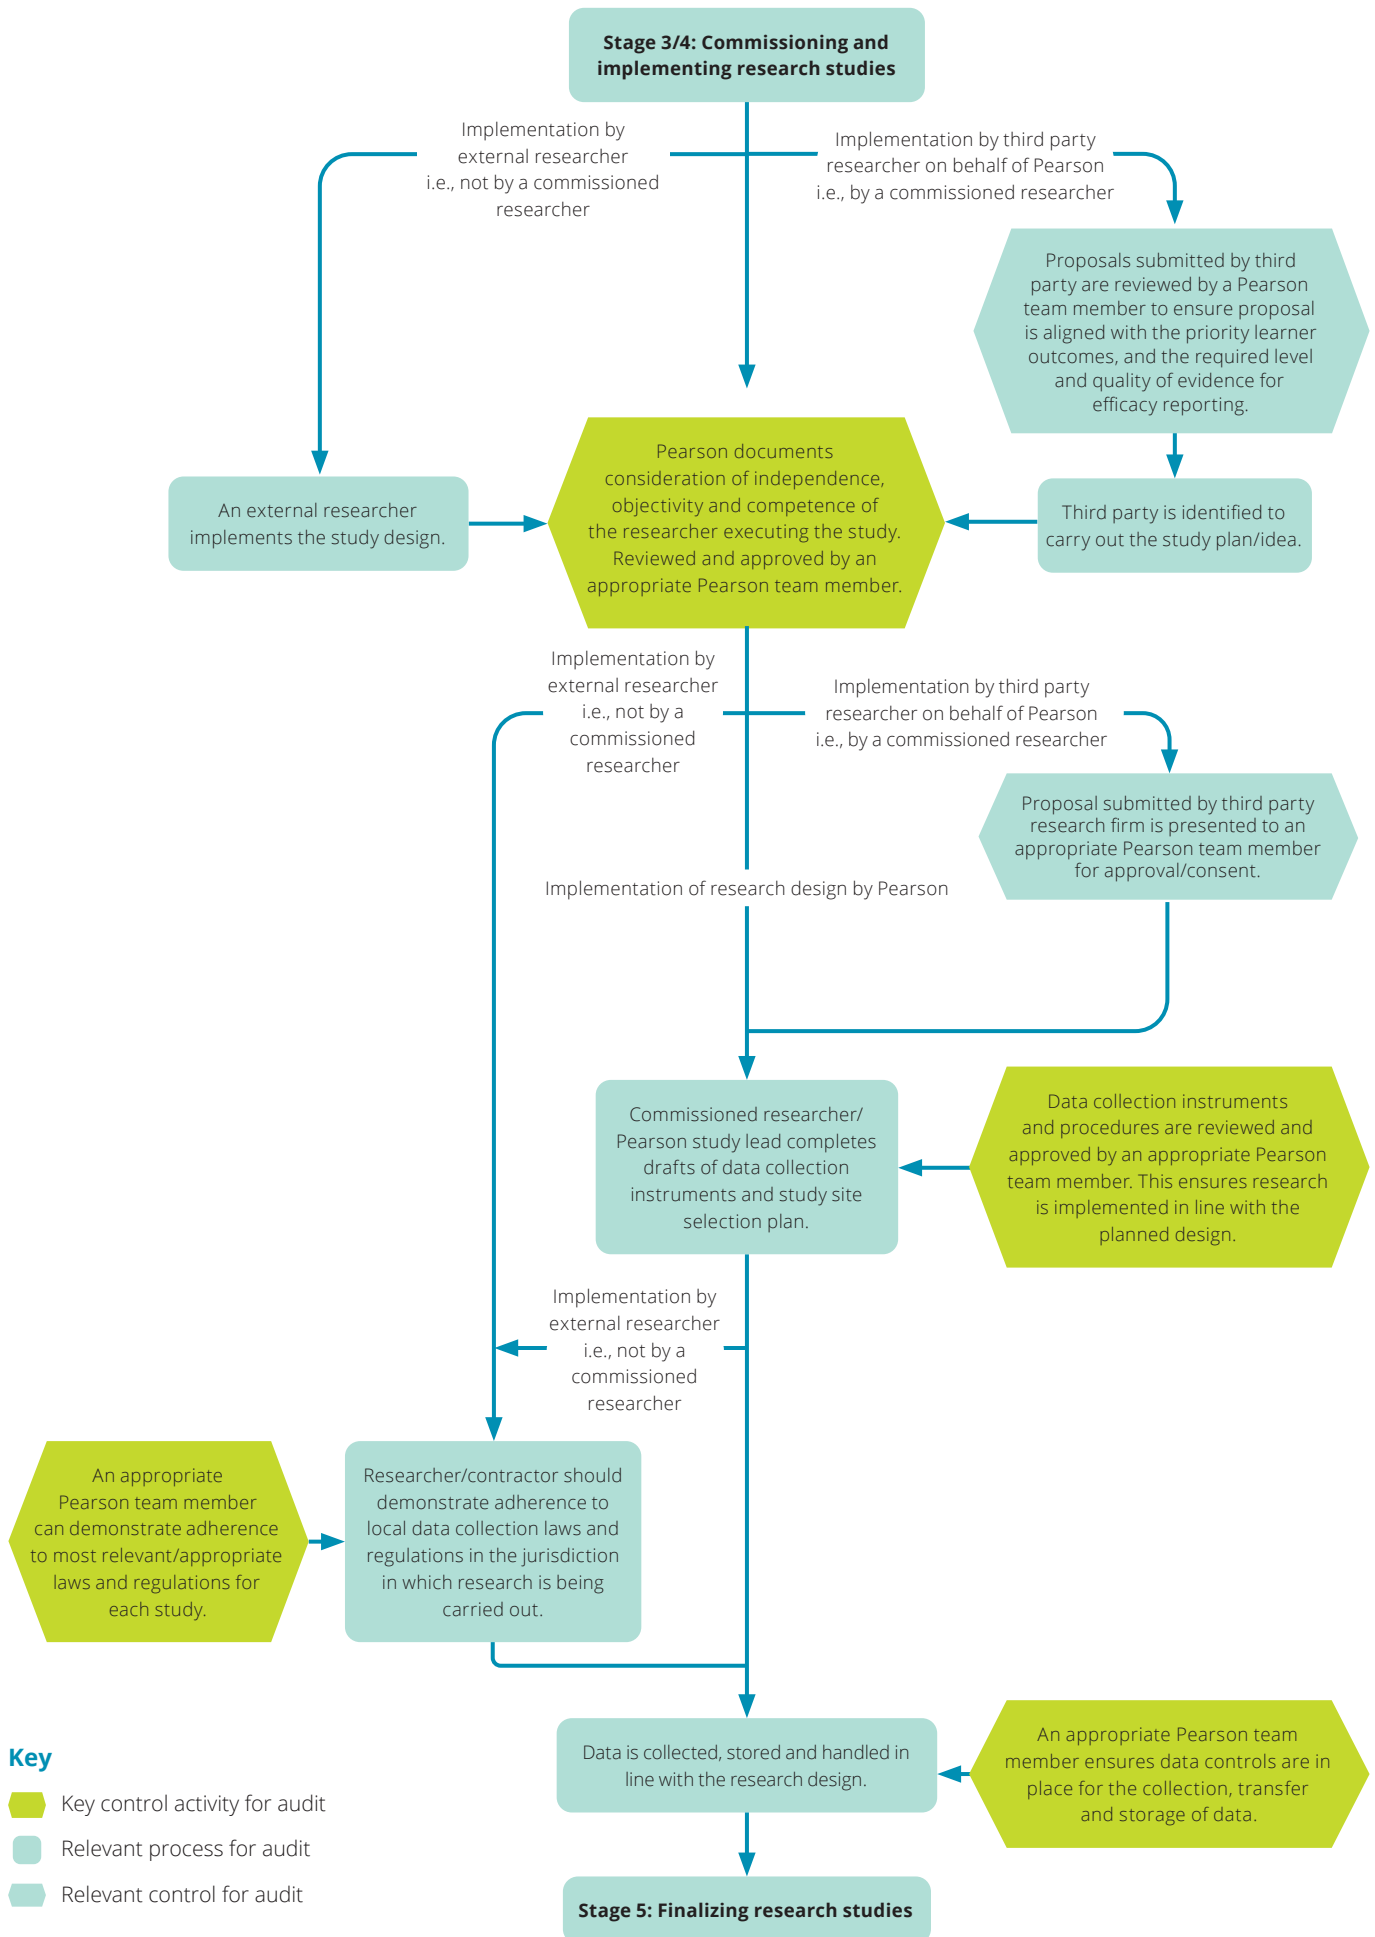 Stage 3/4: Commissioning and
implementing research studies
Implementation by
external researcher
i.e., not by a commissioned
researcher
Implementation by third party
researcher on behalf of Pearson
i.e., by a commissioned researcher
Proposals submitted by third
party are reviewed by a Pearson
team member to ensure proposal
is aligned with the priority learner
outcomes, and the required level
and quality of evidence for
efficacy reporting.
An external researcher
implements the study design.
Pearson documents
consideration of independence,
objectivity and competence of
the researcher executing the study.
Reviewed and approved by an
appropriate Pearson team member.
Third party is identified to
carry out the study plan/idea.
Implementation by
external researcher
i.e., not by a
commissioned
researcher
Implementation by third party
researcher on behalf of Pearson
i.e., by a commissioned researcher
Proposal submitted by third party
research firm is presented to an
appropriate Pearson team member
for approval/consent.
Implementation of research design by Pearson
Commissioned researcher/
Pearson study lead completes
drafts of data collection
instruments and study site
selection plan.
Data collection instruments
and procedures are reviewed and
approved by an appropriate Pearson
team member. This ensures research
is implemented in line with the
planned design.
Implementation by
external researcher
i.e., not by a
commissioned
researcher
An appropriate
Pearson team member
can demonstrate adherence
to most relevant/appropriate
laws and regulations for
each study.
Researcher/contractor should
demonstrate adherence to
local data collection laws and
regulations in the jurisdiction
in which research is being
carried out.
Data is collected, stored and handled in
line with the research design.
An appropriate Pearson team
member ensures data controls are in
place for the collection, transfer
and storage of data.
Key
Key control activity for audit
Relevant process for audit
Relevant control for audit
Stage 5: Finalizing research studies